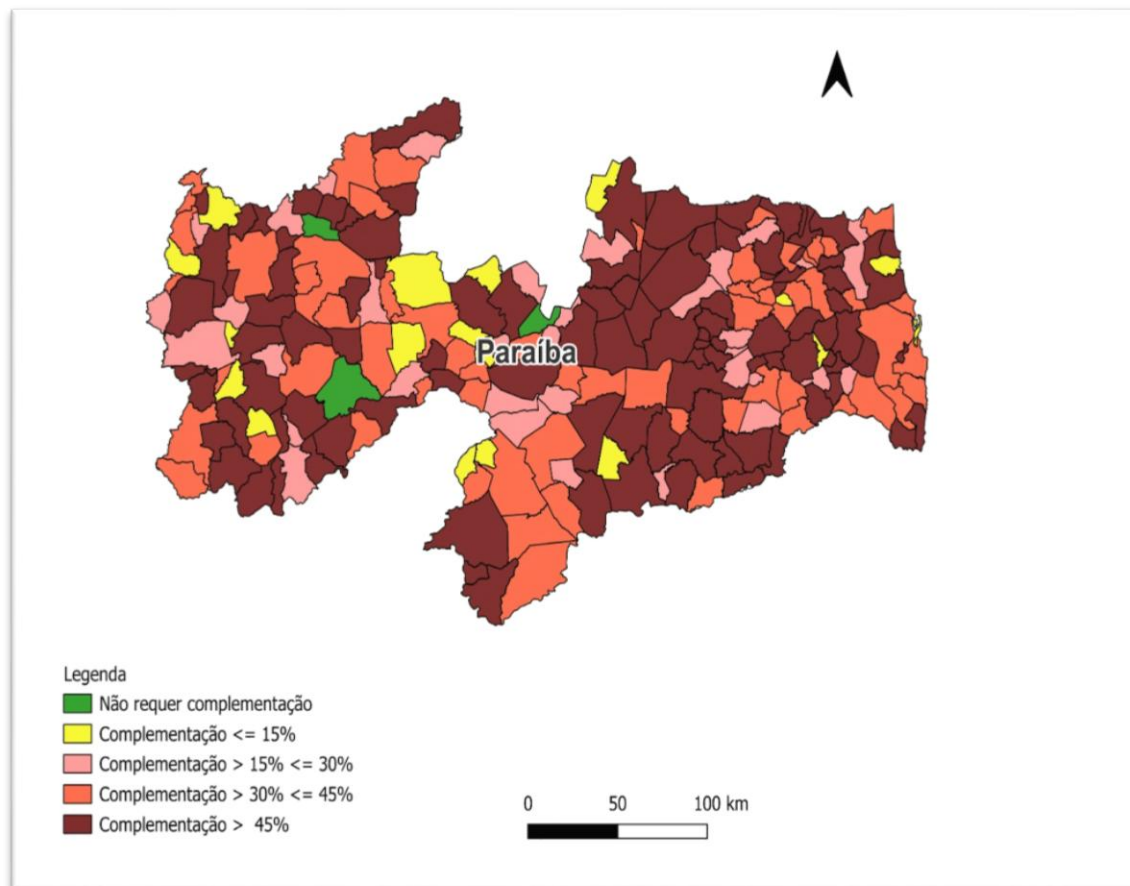 Paraíba
Legenda
Não requer complementação
Complementação <= 15%
Complementação > 15% <= 30%
Complementação > 30% <= 45%
Complementação > 45%
0 50 100 km